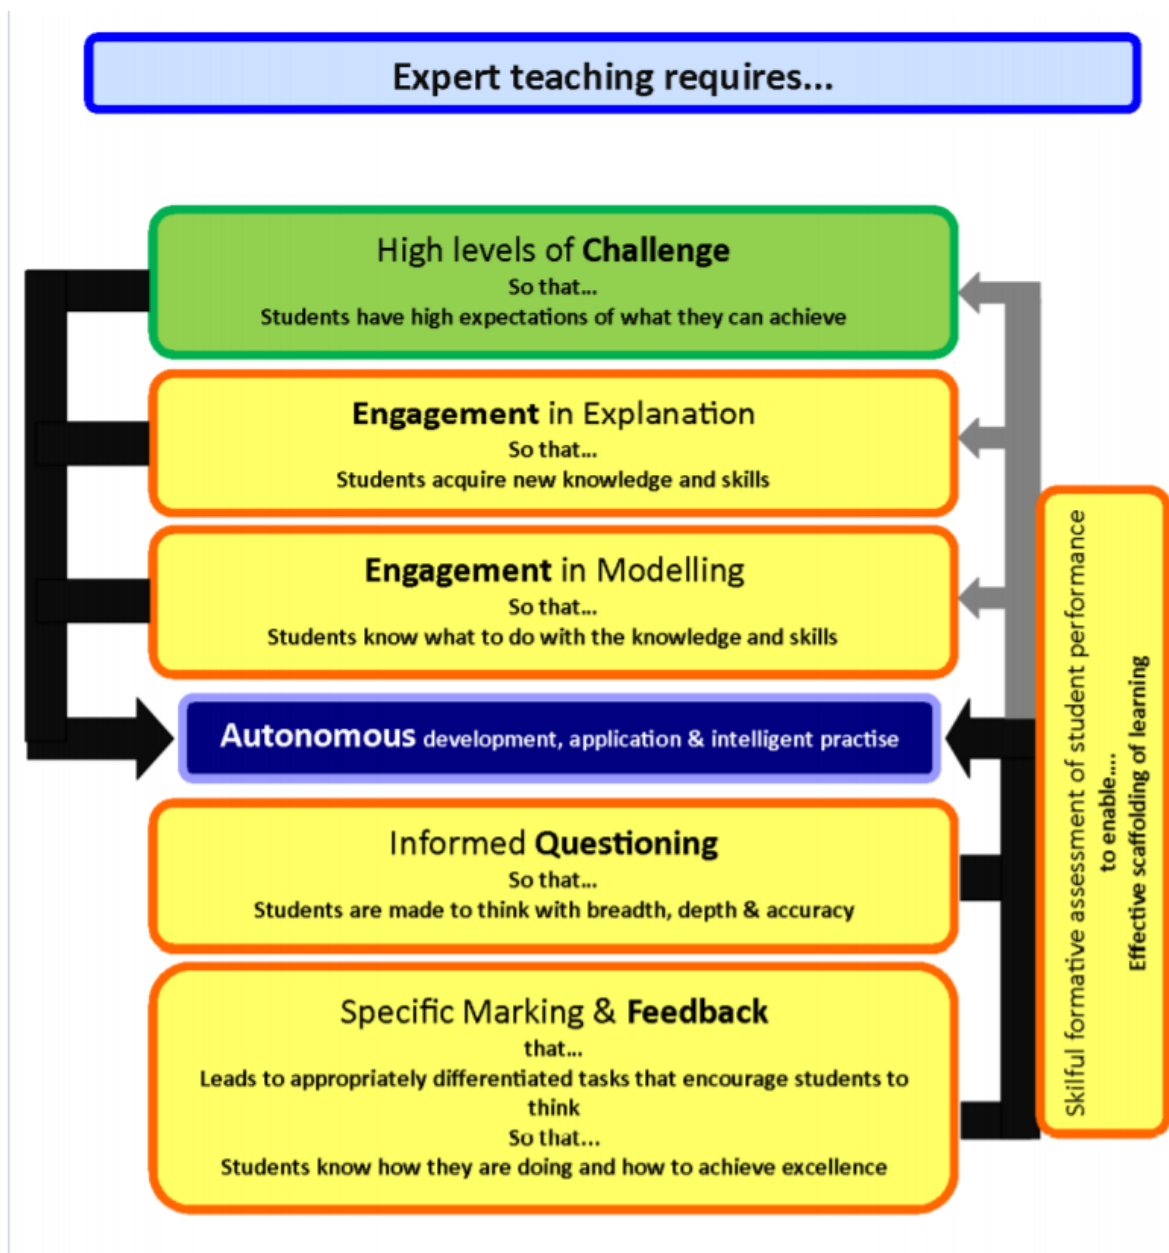 Expert teaching requires...
High levels of Challenge
So that...
Students have high expectations of what they can achieve
Engagement in Explanation
So that...
Students acquire new knowledge and skills
Engagement in Modelling
So that...
Students know what to do with the knowledge and skills
Autonomous development, application & intelligent practise
Informed Questioning
So that...
Students are made to think with breadth, depth & accuracy
Specific Marking & Feedback
that...
Leads to appropriately differentiated tasks that encourage students to
think
So that...
Students know how they are doing and how to achieve excellence
Skilful formative assessment of student performance
to enable....
Effective scaffolding of learning